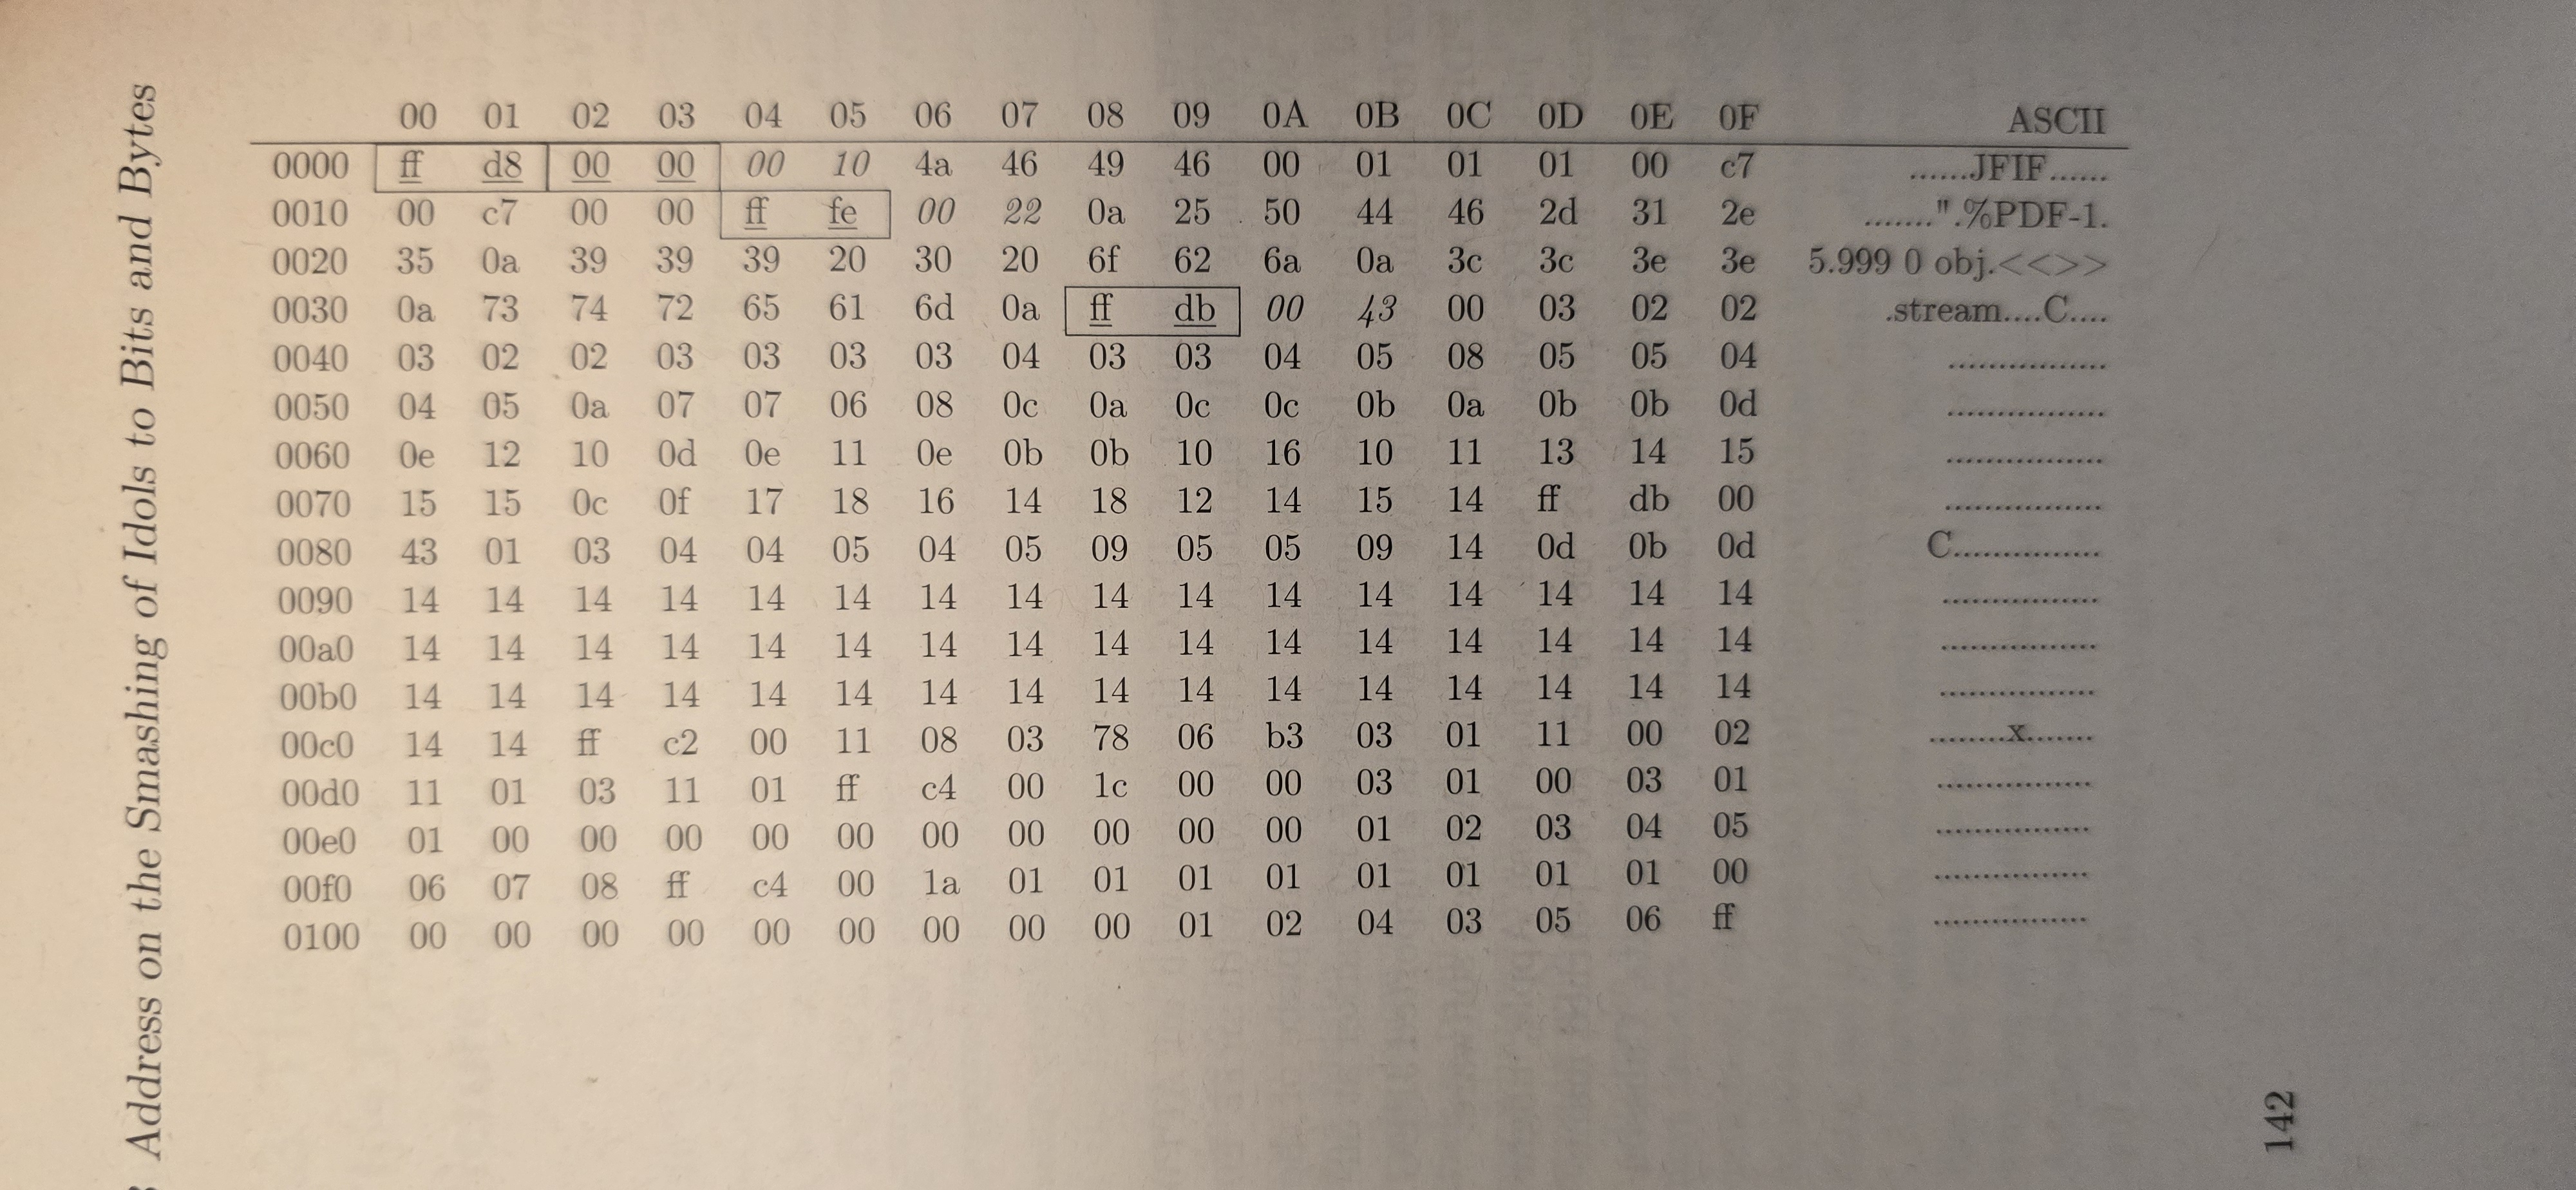 Address on the Smashing of Idols to Bits and Bytes
00 01 02 03 04 05 06 07 08 09 0A 0B 0C 0D 0E 0F ASCII
0000 ff d8 00 00 00 10 4a 46 49 46 00 01 01 01 00 c7 ......JFIF......
0010 00 c7 00 00 ff fe 00 22 0a 25 50 44 46 2d 31 2e .......".%PDF-1.
0020 35 0a 39 39 39 20 30 20 6f 62 6a 0a 3c 3c 3e 3e 5.999 0 obj.<<>>
0030 0a 73 74 72 65 61 6d 0a ff db 00 43 00 03 02 02 .stream....C....
0040 03 02 02 03 03 03 03 04 03 03 04 05 08 05 05 04 ................
0050 04 05 0a 07 07 06 08 0c 0a 0c 0c 0b 0a 0b 0b 0d ................
0060 0e 12 10 0d 0e 11 0e 0b 0b 10 16 10 11 13 14 15 ................
0070 15 15 0c 0f 17 18 16 14 18 12 14 15 14 ff db 00 ................
0080 43 01 03 04 04 05 04 05 09 05 05 09 14 0d 0b 0d C...............
0090 14 14 14 14 14 14 14 14 14 14 14 14 14 14 14 14 ................
00a0 14 14 14 14 14 14 14 14 14 14 14 14 14 14 14 14 ................
00b0 14 14 14 14 14 14 14 14 14 14 14 14 14 14 14 14 ................
00c0 14 14 ff c2 00 11 08 03 78 06 b3 03 01 11 00 02 ........x.......
00d0 11 01 03 11 01 ff c4 00 1c 00 00 03 01 00 03 01 ................
00e0 01 00 00 00 00 00 00 00 00 00 00 01 02 03 04 05 ................
00f0 06 07 08 ff c4 00 1a 01 01 01 01 01 01 01 01 00 ................
0100 00 00 00 00 00 00 00 00 00 01 02 04 03 05 06 ff ................
142